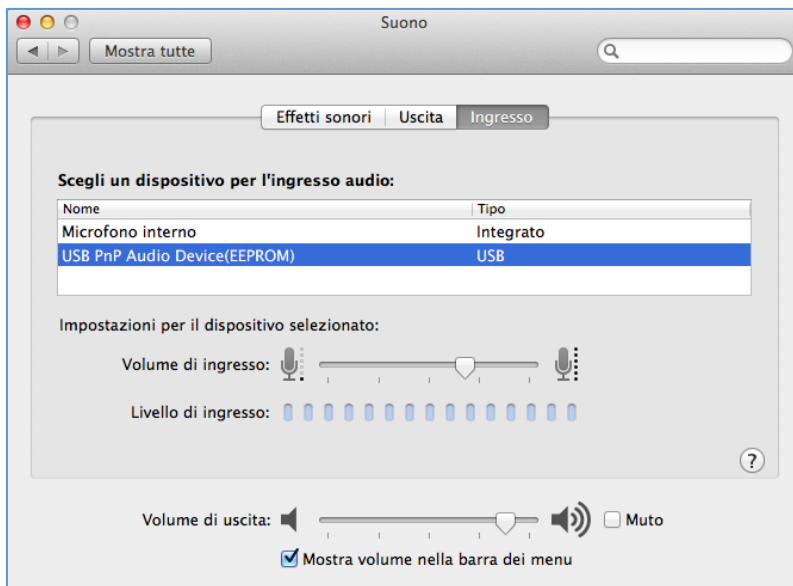 Suono
Mostra tutte
Effetti sonori Uscita Ingresso
Scegli un dispositivo per l'ingresso audio:
Nome Tipo
Microfono interno Integrato
USB PnP Audio Device(EEPROM) USB
Impostazioni per il dispositivo selezionato:
Volume di ingresso:
Livello di ingresso:
?
Volume di uscita: Muto
Mostra volume nella barra dei menu